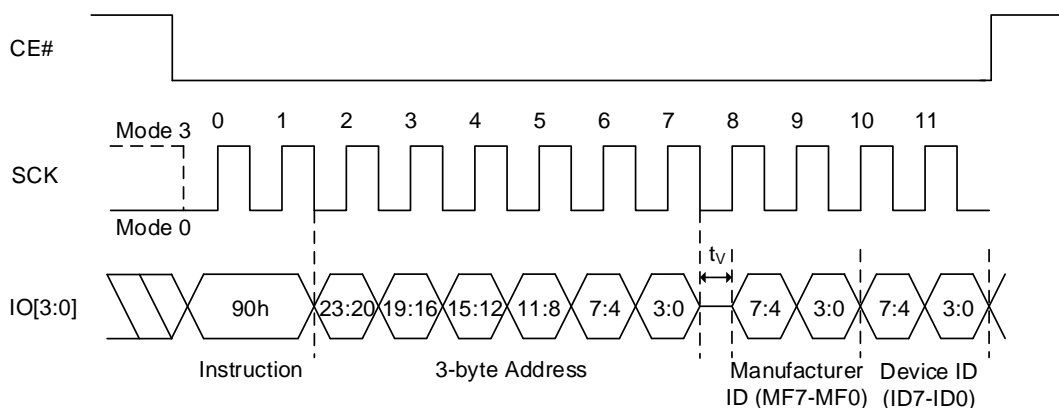 CE#
0 1 2 3 4 5 6 7 8 9 10 11
Mode 3
SCK
Mode 0
tV
IO[3:0]
90h 23:20 19:16 15:12 11:8 7:4 3:0 7:4 3:0 7:4 3:0
Instruction 3-byte Address Manufacturer Device ID
ID (MF7-MF0) (ID7-ID0)